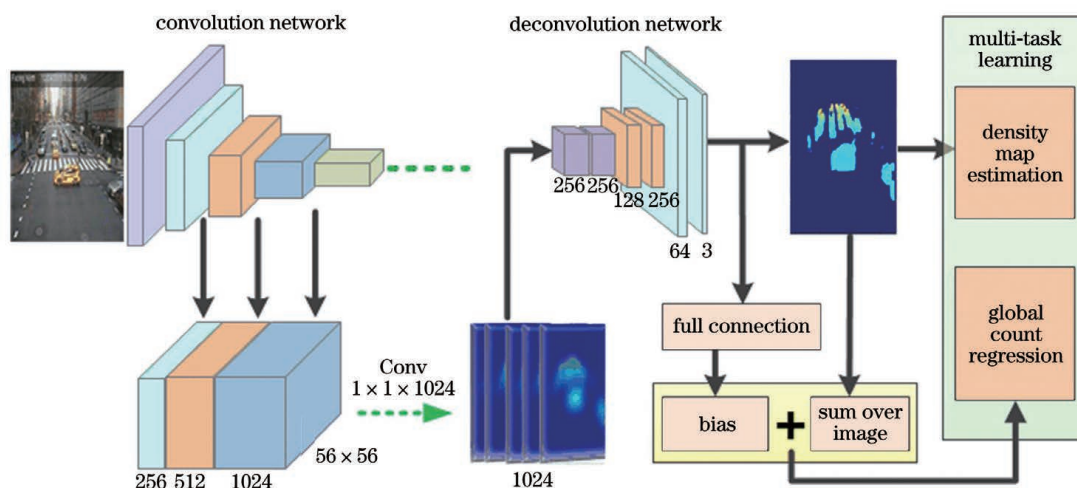 convolution network
deconvolution network
multi-task
learning
density
map
estimation
256
256
128
256
64
3
full connection
global
count
regression
Conv
1 × 1 × 1024
bias
+
sum over
image
56 × 56
256
512
1024
1024